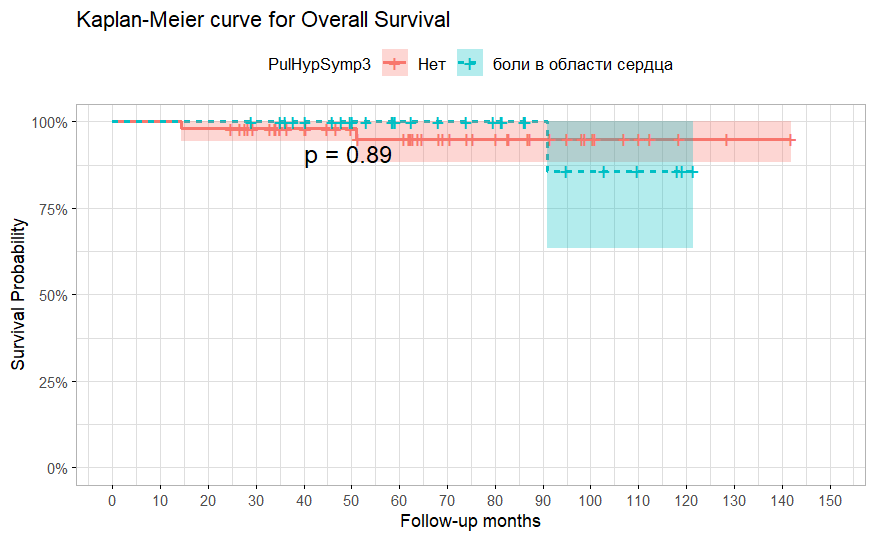 Kaplan-Meier curve for Overall Survival
PulHypSymp3 Нет боли в области сердца
100%
75%
50%
25%
0%
p = 0.89
Survival Probability
0 10 20 30 40 50 60 70 80 90 100 110 120 130 140 150
Follow-up months